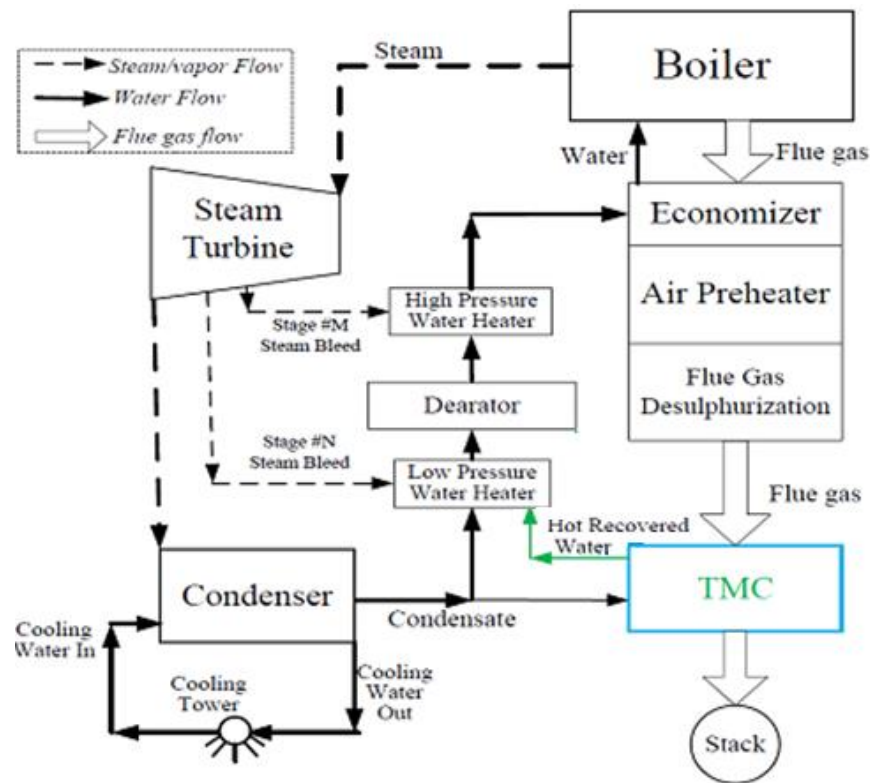 Steam/vapor Flow
Water Flow
Flue gas flow
Steam
Boiler
Water
Flue gas
Steam
Turbine
Economizer
High Pressure
Water Heater
Air Preheater
Stage #M
Steam Bleed
Dearator
Flue Gas
Desulphurization
Stage #N
Steam Bleed
Low Pressure
Water Heater
Flue gas
Hot Recovered
Water
Condenser
TMC
Condensate
Cooling
Water In
Cooling
Tower
Cooling
Water
Out
Stack